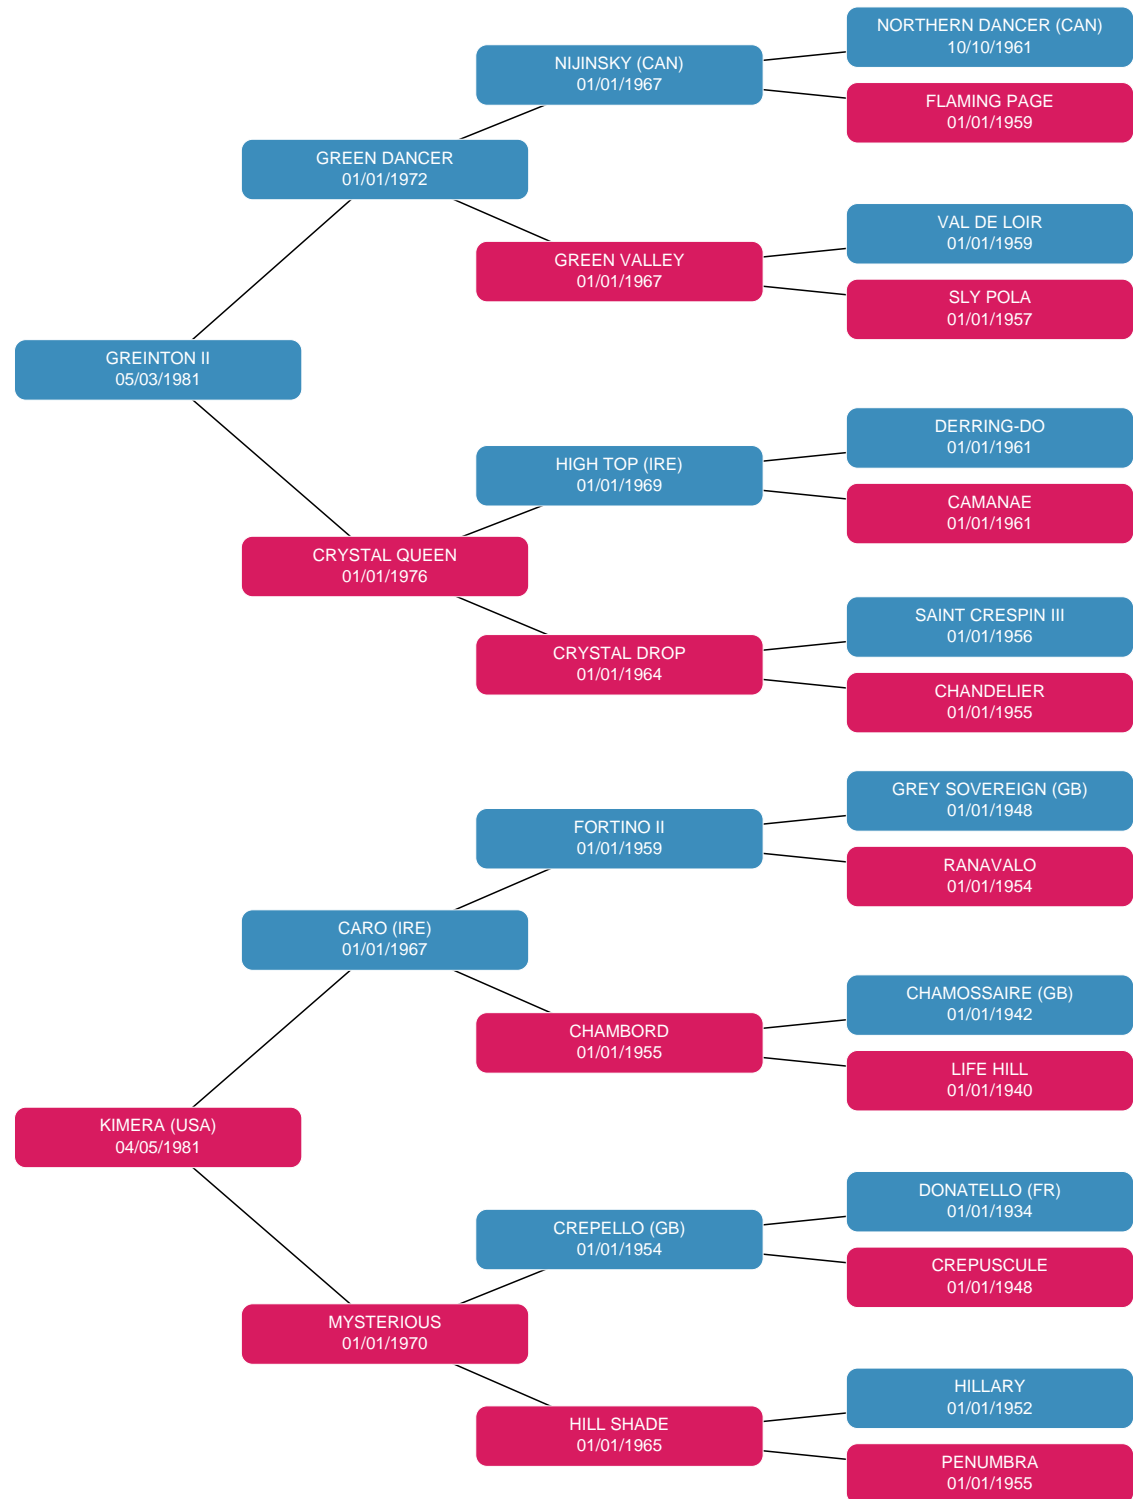 NORTHERN DANCER (CAN)
10/10/1961
NIJINSKY (CAN)
01/01/1967
FLAMING PAGE
01/01/1959
GREEN DANCER
01/01/1972
VAL DE LOIR
01/01/1959
GREEN VALLEY
01/01/1967
SLY POLA
01/01/1957
GREINTON II
05/03/1981
DERRING-DO
01/01/1961
HIGH TOP (IRE)
01/01/1969
CAMANAE
01/01/1961
CRYSTAL QUEEN
01/01/1976
SAINT CRESPIN III
01/01/1956
CRYSTAL DROP
01/01/1964
CHANDELIER
01/01/1955
GREY SOVEREIGN (GB)
01/01/1948
FORTINO II
01/01/1959
RANAVALO
01/01/1954
CARO (IRE)
01/01/1967
CHAMOSSAIRE (GB)
01/01/1942
CHAMBORD
01/01/1955
LIFE HILL
01/01/1940
KIMERA (USA)
04/05/1981
DONATELLO (FR)
01/01/1934
CREPELLO (GB)
01/01/1954
CREPUSCULE
01/01/1948
MYSTERIOUS
01/01/1970
HILLARY
01/01/1952
HILL SHADE
01/01/1965
PENUMBRA
01/01/1955